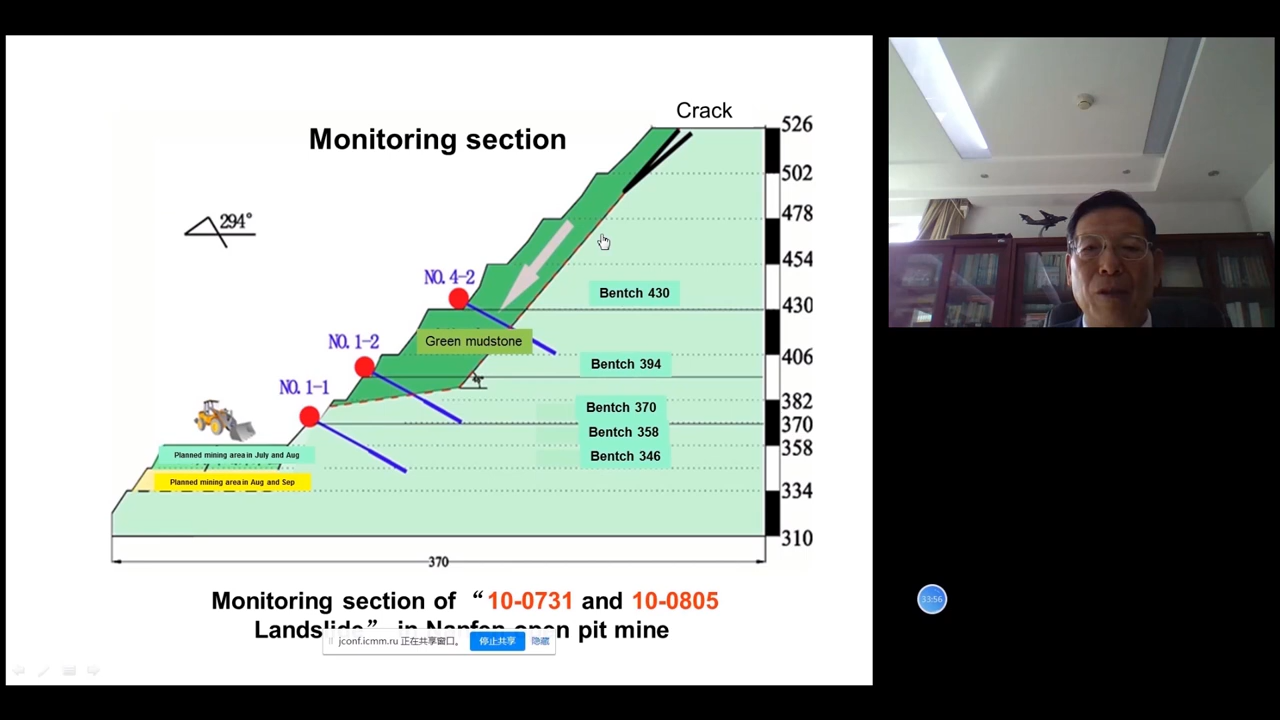 Crack
Monitoring section
526
502
294°
478
454
NO. 4-2
Bentch 430
430
NO. 1-2
Green mudstone
406
Bentch 394
NO. 1-1
382
Bentch 370
370
Bentch 358
358
Planned mining area in July and Aug
Bentch 346
Planned mining area in Aug and Sep
334
310
370
Monitoring section of “10-0731 and 10-0805
Landslide” in Nanfen open pit mine
jconf.icmm.ru 正在共享窗口。 停止共享 隐藏
33:56